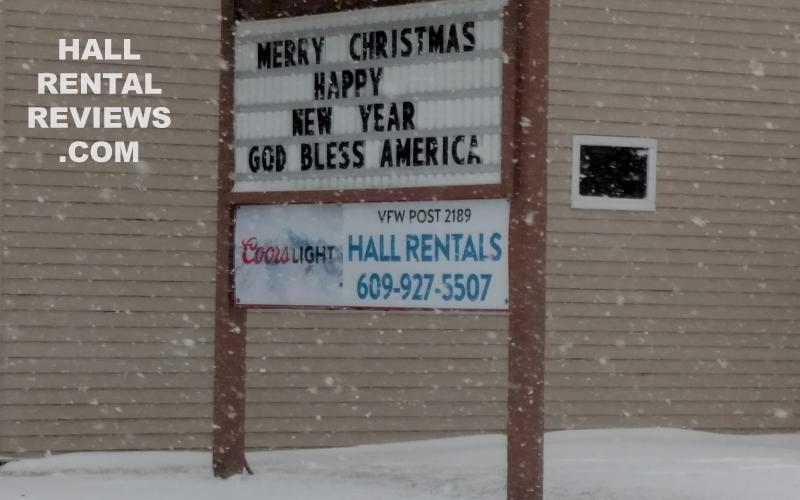 HALL
RENTAL
REVIEWS
.COM
MERRY CHRISTMAS
HAPPY
NEW YEAR
GOD BLESS AMERICA
VFW POST 2189
Coors LIGHT
HALL RENTALS
609-927-5507